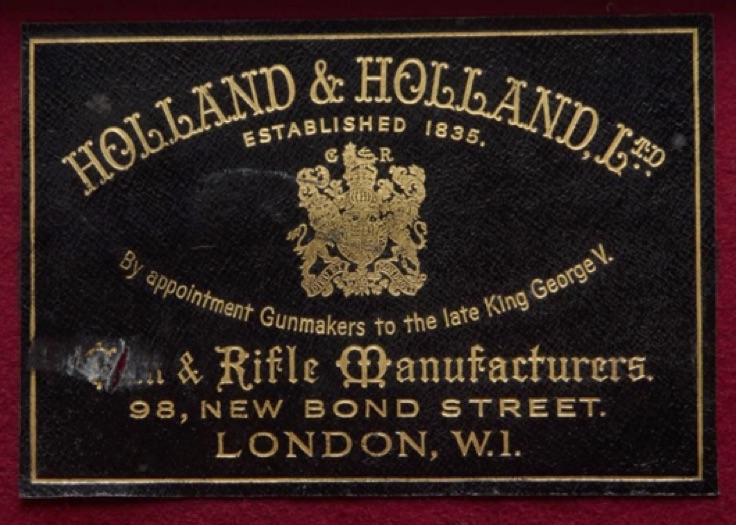 HOLLAND & HOLLAND, LTD.
ESTABLISHED 1835.
G R
By appointment Gunmakers to the late King George V.
& Rifle Manufacturers.
98, NEW BOND STREET.
LONDON, W.1.